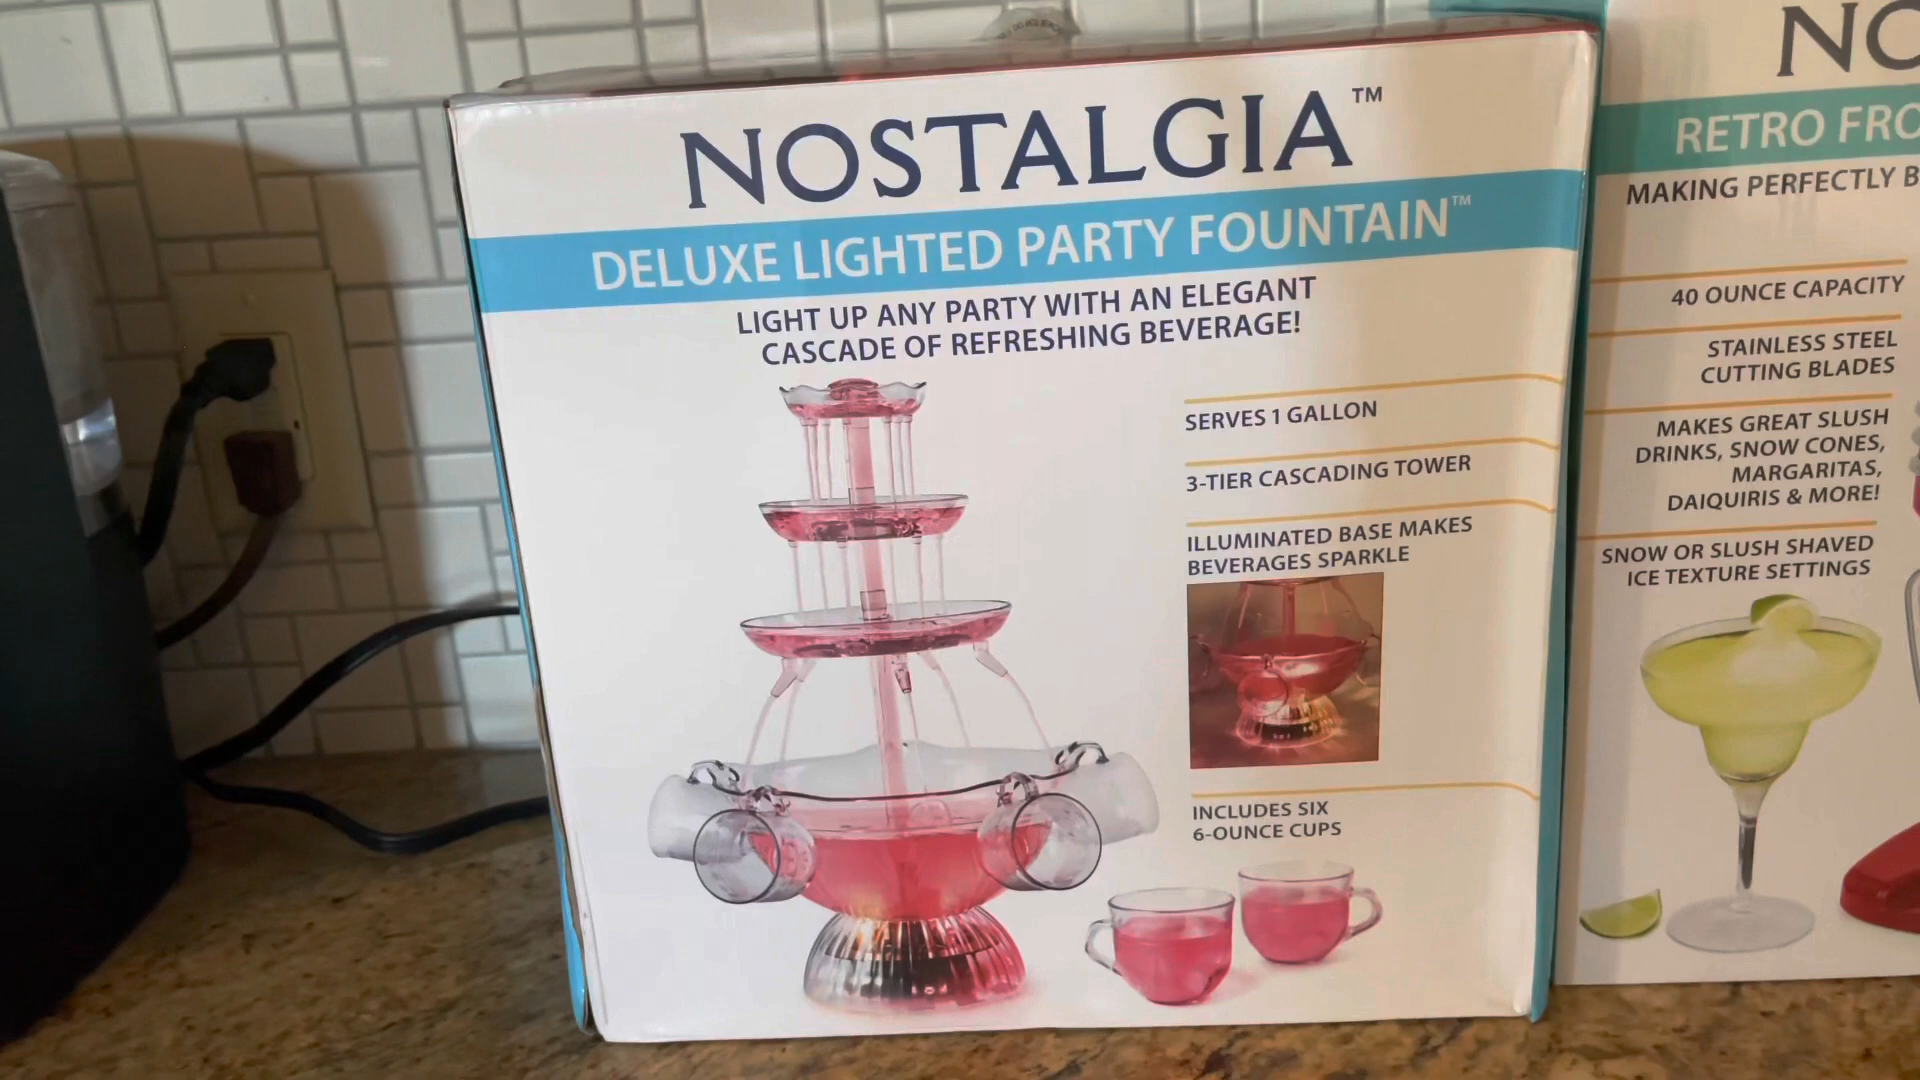 NOSTALGIA™
DELUXE LIGHTED PARTY FOUNTAIN™
LIGHT UP ANY PARTY WITH AN ELEGANT
CASCADE OF REFRESHING BEVERAGE!
SERVES 1 GALLON
3-TIER CASCADING TOWER
ILLUMINATED BASE MAKES
BEVERAGES SPARKLE
INCLUDES SIX
6-OUNCE CUPS
NO
RETRO FRO
MAKING PERFECTLY B
40 OUNCE CAPACITY
STAINLESS STEEL
CUTTING BLADES
MAKES GREAT SLUSH
DRINKS, SNOW CONES,
MARGARITAS,
DAIQUIRIS & MORE!
SNOW OR SLUSH SHAVED
ICE TEXTURE SETTINGS